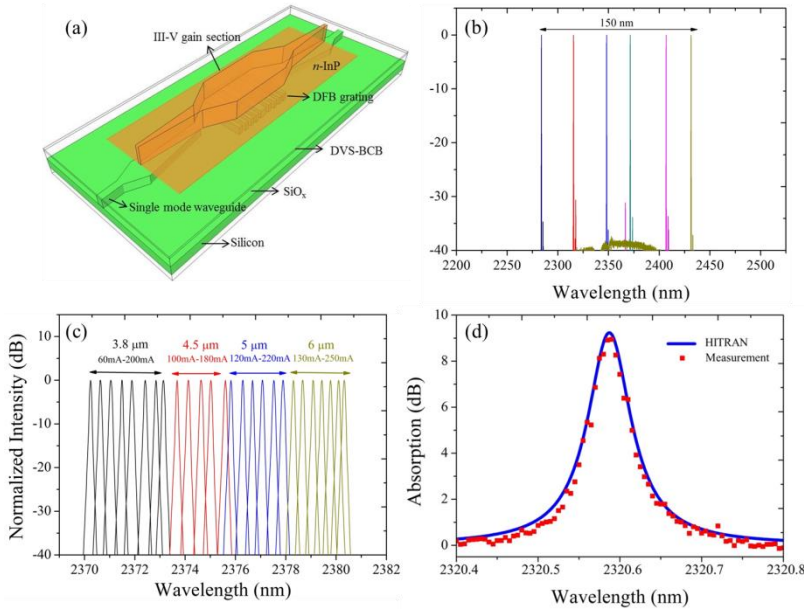 (a)
III-V gain section
n-InP
DFB grating
DVS-BCB
SiOₓ
Single mode waveguide
Silicon
(b)
150 nm
0
-10
-20
-30
-40
2200 2250 2300 2350 2400 2450 2500
Wavelength (nm)
(c)
3.8 μm 4.5 μm 5 μm 6 μm
60mA-200mA 100mA-180mA 120mA-220mA 130mA-250mA
Normalized Intensity (dB)
10
0
-10
-20
-30
-40
2370 2372 2374 2376 2378 2380 2382
Wavelength (nm)
(d)
HITRAN
Measurement
Absorption (dB)
10
8
6
4
2
0
2320.4 2320.5 2320.6 2320.7 2320.8
Wavelength (nm)